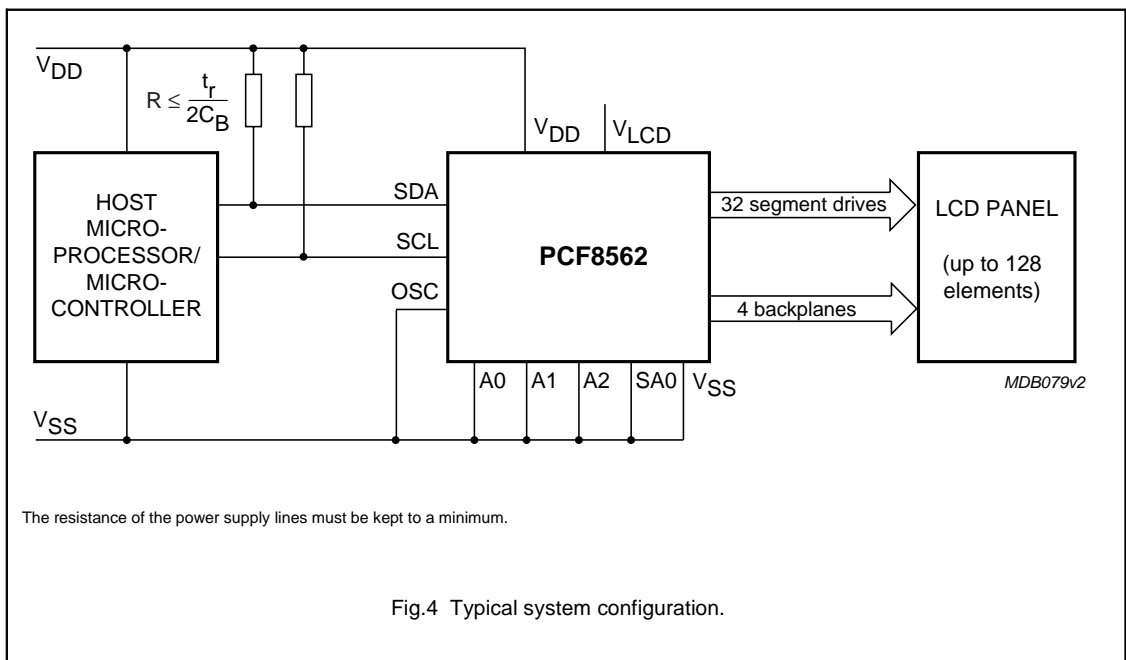 VDD
R ≤ tr
2CB
VDD
VLCD
HOST
MICRO-
PROCESSOR/
MICRO-
CONTROLLER
SDA
SCL
OSC
PCF8562
32 segment drives
4 backplanes
LCD PANEL
(up to 128
elements)
A0 A1 A2 SA0 VSS
MDB079v2
VSS
The resistance of the power supply lines must be kept to a minimum.
Fig.4 Typical system configuration.